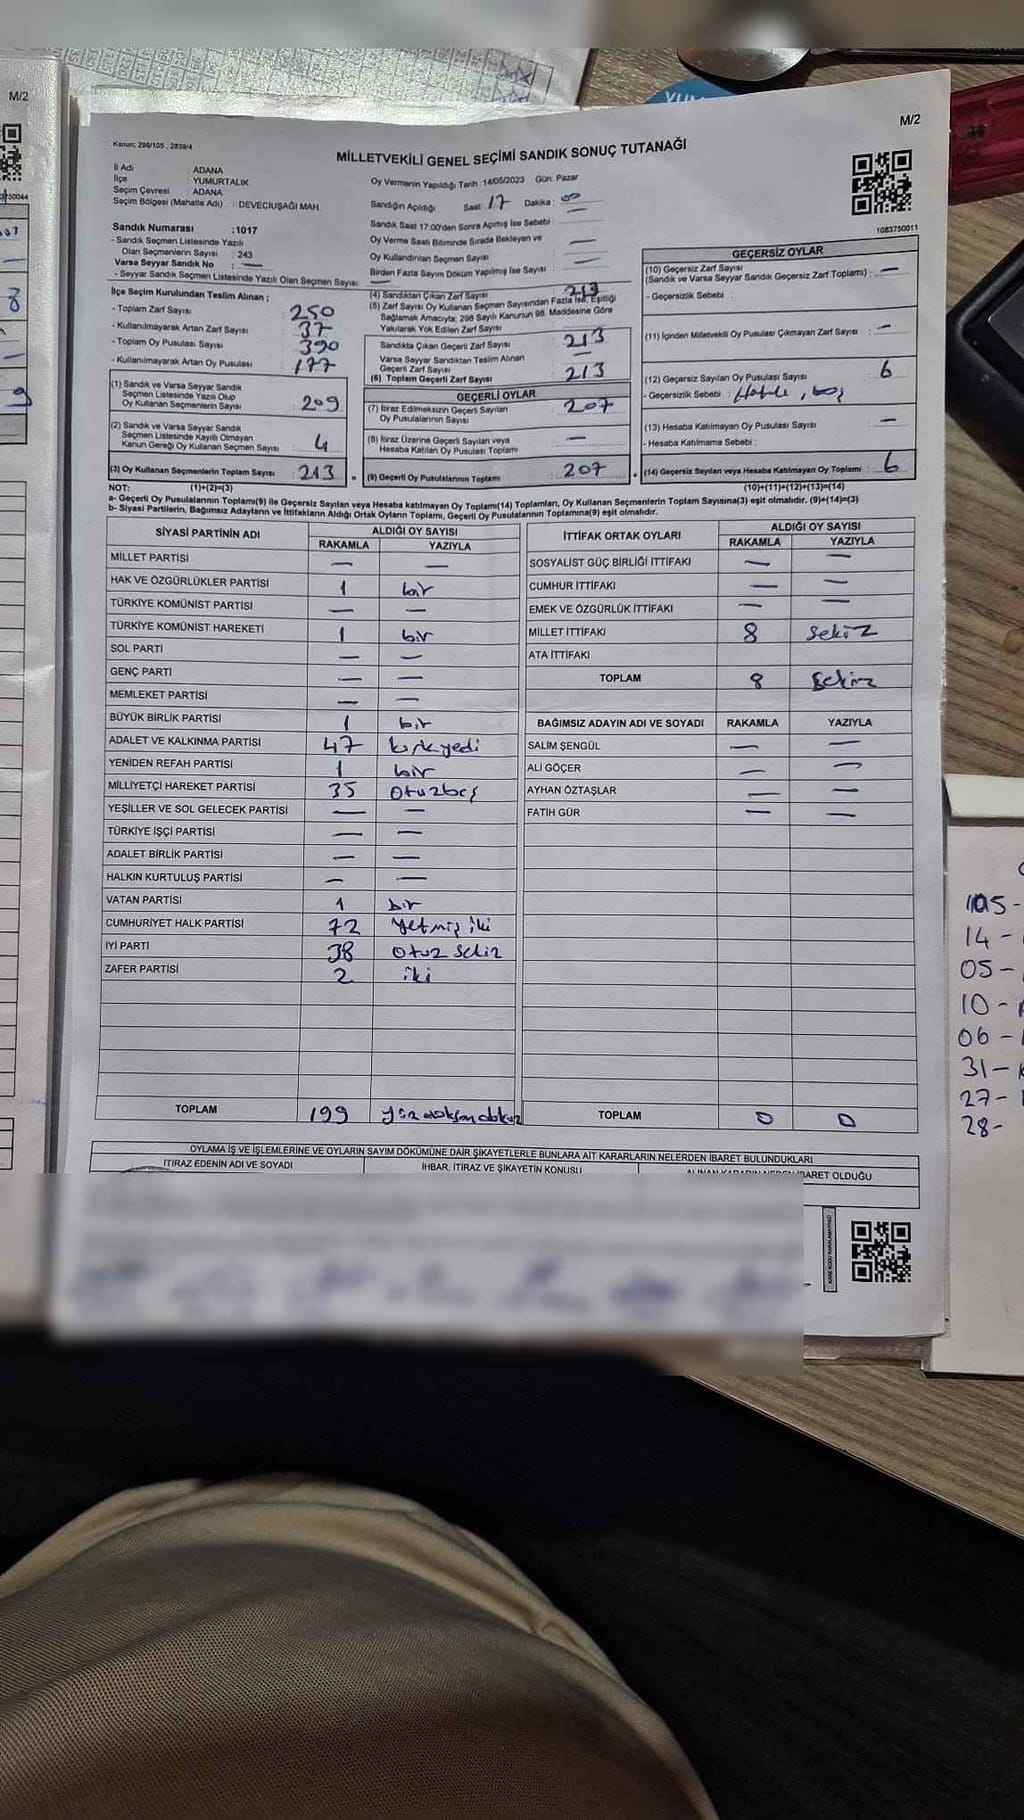 M/2
M/2
Kanun; 298/105 , 2839/4
MİLLETVEKİLİ GENEL SEÇİMİ SANDIK SONUÇ TUTANAĞI
İl Adı : ADANA
İlçe : YUMURTALIK
Seçim Çevresi : ADANA
Seçim Bölgesi (Mahalle Adı) : DEVECİUŞAĞI MAH.
Oy Vermenin Yapıldığı Tarih :14/05/2023 Gün: Pazar
Sandığın Açıldığı Saat: 17 Dakika: 00
Sandık Saat 17:00'den Sonra Açılmış İse Sebebi :
Oy Verme Saati Bitiminde Sırada Bekleyen ve
Oy Kullandırılan Seçmen Sayısı : —
Birden Fazla Sayım Döküm Yapılmış İse Sayısı : —
1083750011
Sandık Numarası :1017
- Sandık Seçmen Listesinde Yazılı
Olan Seçmenlerin Sayısı : 243
Varsa Seyyar Sandık No : —
- Seyyar Sandık Seçmen Listesinde Yazılı Olan Seçmen Sayısı: —
İlçe Seçim Kurulundan Teslim Alınan ;
- Toplam Zarf Sayısı : 250
- Kullanılmayarak Artan Zarf Sayısı : 37
- Toplam Oy Pusulası Sayısı : 390
- Kullanılmayarak Artan Oy Pusulası : 177
(1) Sandık ve Varsa Seyyar Sandık
Seçmen Listesinde Yazılı Olup
Oy Kullanan Seçmenlerin Sayısı : 209
(2) Sandık ve Varsa Seyyar Sandık
Seçmen Listesinde Kayıtlı Olmayan
Kanun Gereği Oy Kullanan Seçmen Sayısı : 4
(3) Oy Kullanan Seçmenlerin Toplam Sayısı : 213
(4) Sandıktan Çıkan Zarf Sayısı : 213
(5) Zarf Sayısı Oy Kullanan Seçmen Sayısından Fazla İse, Eşitliği
Sağlamak Amacıyla; 298 Sayılı Kanunun 98. Maddesine Göre
Yakılarak Yok Edilen Zarf Sayısı :
Sandıkta Çıkan Geçerli Zarf Sayısı : 213
Varsa Seyyar Sandıktan Teslim Alınan
Geçerli Zarf Sayısı : —
(6) Toplam Geçerli Zarf Sayısı : 213
GEÇERLİ OYLAR
(7) İtiraz Edilmeksizin Geçerli Sayılan
Oy Pusulalarının Sayısı : 207
(8) İtiraz Üzerine Geçerli Sayılan veya
Hesaba Katılan Oy Pusulası Toplamı : —
(9) Geçerli Oy Pusulalarının Toplamı : 207
GEÇERSİZ OYLAR
(10) Geçersiz Zarf Sayısı
(Sandık ve Varsa Seyyar Sandık Geçersiz Zarf Toplamı) : —
- Geçersizlik Sebebi :
(11) İçinden Milletvekili Oy Pusulası Çıkmayan Zarf Sayısı : —
(12) Geçersiz Sayılan Oy Pusulası Sayısı : 6
- Geçersizlik Sebebi : Hatalı, boş
(13) Hesaba Katılmayan Oy Pusulası Sayısı : —
- Hesaba Katılmama Sebebi :
(14) Geçersiz Sayılan veya Hesaba Katılmayan Oy Toplamı : 6
NOT: (1)+(2)=(3) (10)+(11)+(12)+(13)=(14)
a- Geçerli Oy Pusulalarının Toplamı(9) ile Geçersiz Sayılan veya Hesaba katılmayan Oy Toplamı(14) Toplamları, Oy Kullanan Seçmenlerin Toplam Sayısına(3) eşit olmalıdır. (9)+(14)=(3)
b- Siyasi Partilerin, Bağımsız Adayların ve İttifakların Aldığı Ortak Oyların Toplamı, Geçerli Oy Pusulalarının Toplamına(9) eşit olmalıdır.
SİYASİ PARTİNİN ADI ALDIĞI OY SAYISI
RAKAMLA YAZIYLA
MİLLET PARTİSİ — —
HAK VE ÖZGÜRLÜKLER PARTİSİ 1 bir
TÜRKİYE KOMÜNİST PARTİSİ — —
TÜRKİYE KOMÜNİST HAREKETİ 1 bir
SOL PARTİ — —
GENÇ PARTİ — —
MEMLEKET PARTİSİ — —
BÜYÜK BİRLİK PARTİSİ 1 bir
ADALET VE KALKINMA PARTİSİ 47 kırkyedi
YENİDEN REFAH PARTİSİ 1 bir
MİLLİYETÇİ HAREKET PARTİSİ 35 otuzbeş
YEŞİLLER VE SOL GELECEK PARTİSİ — —
TÜRKİYE İŞÇİ PARTİSİ — —
ADALET BİRLİK PARTİSİ — —
HALKIN KURTULUŞ PARTİSİ — —
VATAN PARTİSİ 1 bir
CUMHURİYET HALK PARTİSİ 72 yetmiş iki
İYİ PARTİ 38 otuz sekiz
ZAFER PARTİSİ 2 iki
TOPLAM 199 yüz doksan dokuz
İTTİFAK ORTAK OYLARI ALDIĞI OY SAYISI
RAKAMLA YAZIYLA
SOSYALİST GÜÇ BİRLİĞİ İTTİFAKI — —
CUMHUR İTTİFAKI — —
EMEK VE ÖZGÜRLÜK İTTİFAKI — —
MİLLET İTTİFAKI 8 sekiz
ATA İTTİFAKI
TOPLAM 8 sekiz
BAĞIMSIZ ADAYIN ADI VE SOYADI RAKAMLA YAZIYLA
SALİM ŞENGÜL — —
ALİ GÖÇER — —
AYHAN ÖZTAŞLAR — —
FATİH GÜR — —
TOPLAM 0 0
OYLAMA İŞ VE İŞLEMLERİNE VE OYLARIN SAYIM DÖKÜMÜNE DAİR ŞİKAYETLERLE BUNLARA AİT KARARLARIN NELERDEN İBARET BULUNDUKLARI
İTİRAZ EDENİN ADI VE SOYADI
İHBAR, İTİRAZ VE ŞİKAYETİN KONUSU
ALINAN KARARIN NEDEN İBARET OLDUĞU
105 -
14 -
05 -
10 -
06 -
31 -
27 -
28 -